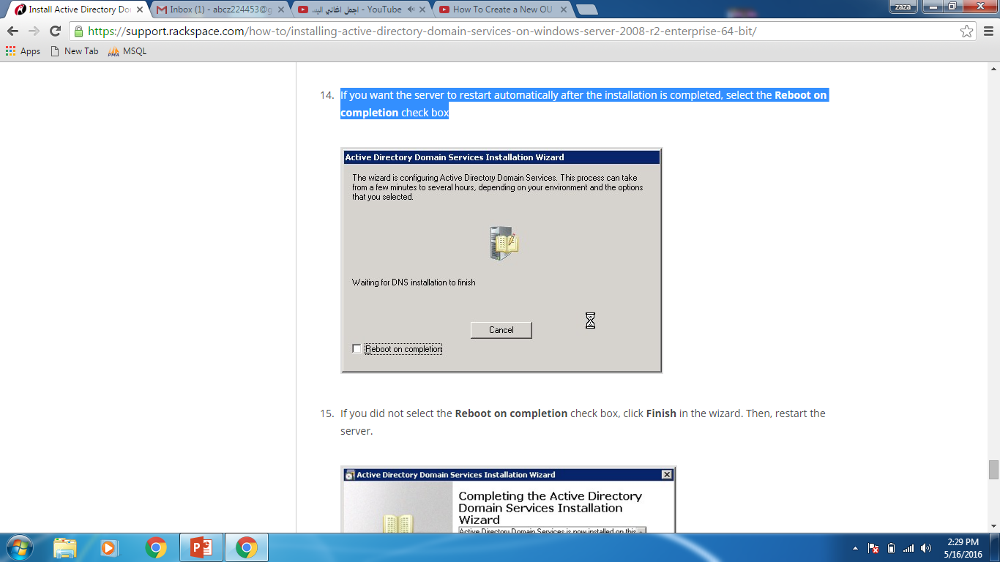 Install Active Directory Do
Inbox (1) - abcz224453@g
اجمل اغاني - YouTube
How To Create a New OU
zaza
https://support.rackspace.com/how-to/installing-active-directory-domain-services-on-windows-server-2008-r2-enterprise-64-bit/
Apps
New Tab
MSQL
14. If you want the server to restart automatically after the installation is completed, select the Reboot on
completion check box
Active Directory Domain Services Installation Wizard
The wizard is configuring Active Directory Domain Services. This process can take
from a few minutes to several hours, depending on your environment and the options
that you selected.
Waiting for DNS installation to finish
Cancel
Reboot on completion
15. If you did not select the Reboot on completion check box, click Finish in the wizard. Then, restart the
server.
Active Directory Domain Services Installation Wizard
Completing the Active Directory
Domain Services Installation
Wizard
Active Directory Domain Services is now installed on this
2:29 PM
5/16/2016